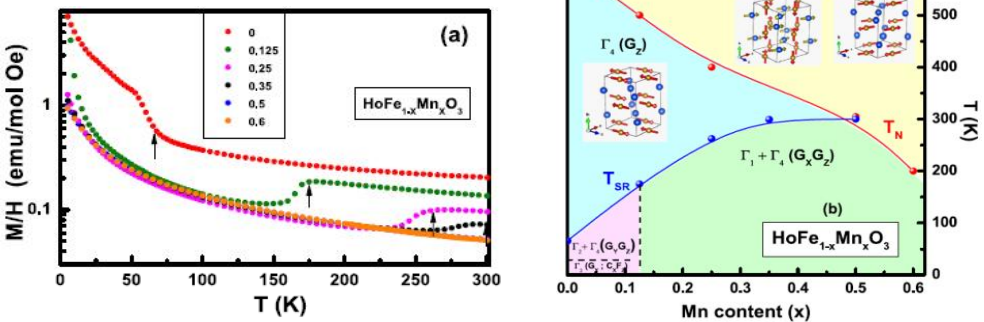 (a)
0
0,125
0,25
0,35
0,5
0,6
HoFe1-xMnxO3
M/H (emu/mol Oe)
1
0,1
0 50 100 150 200 250 300
T (K)
Γ4 (GZ)
500
400
300
200
100
0
T (K)
TN
Γ1 + Γ4 (GXGZ)
TSR
(b)
HoFe1-xMnxO3
(GYGZ)
0.0 0.1 0.2 0.3 0.4 0.5 0.6
Mn content (x)